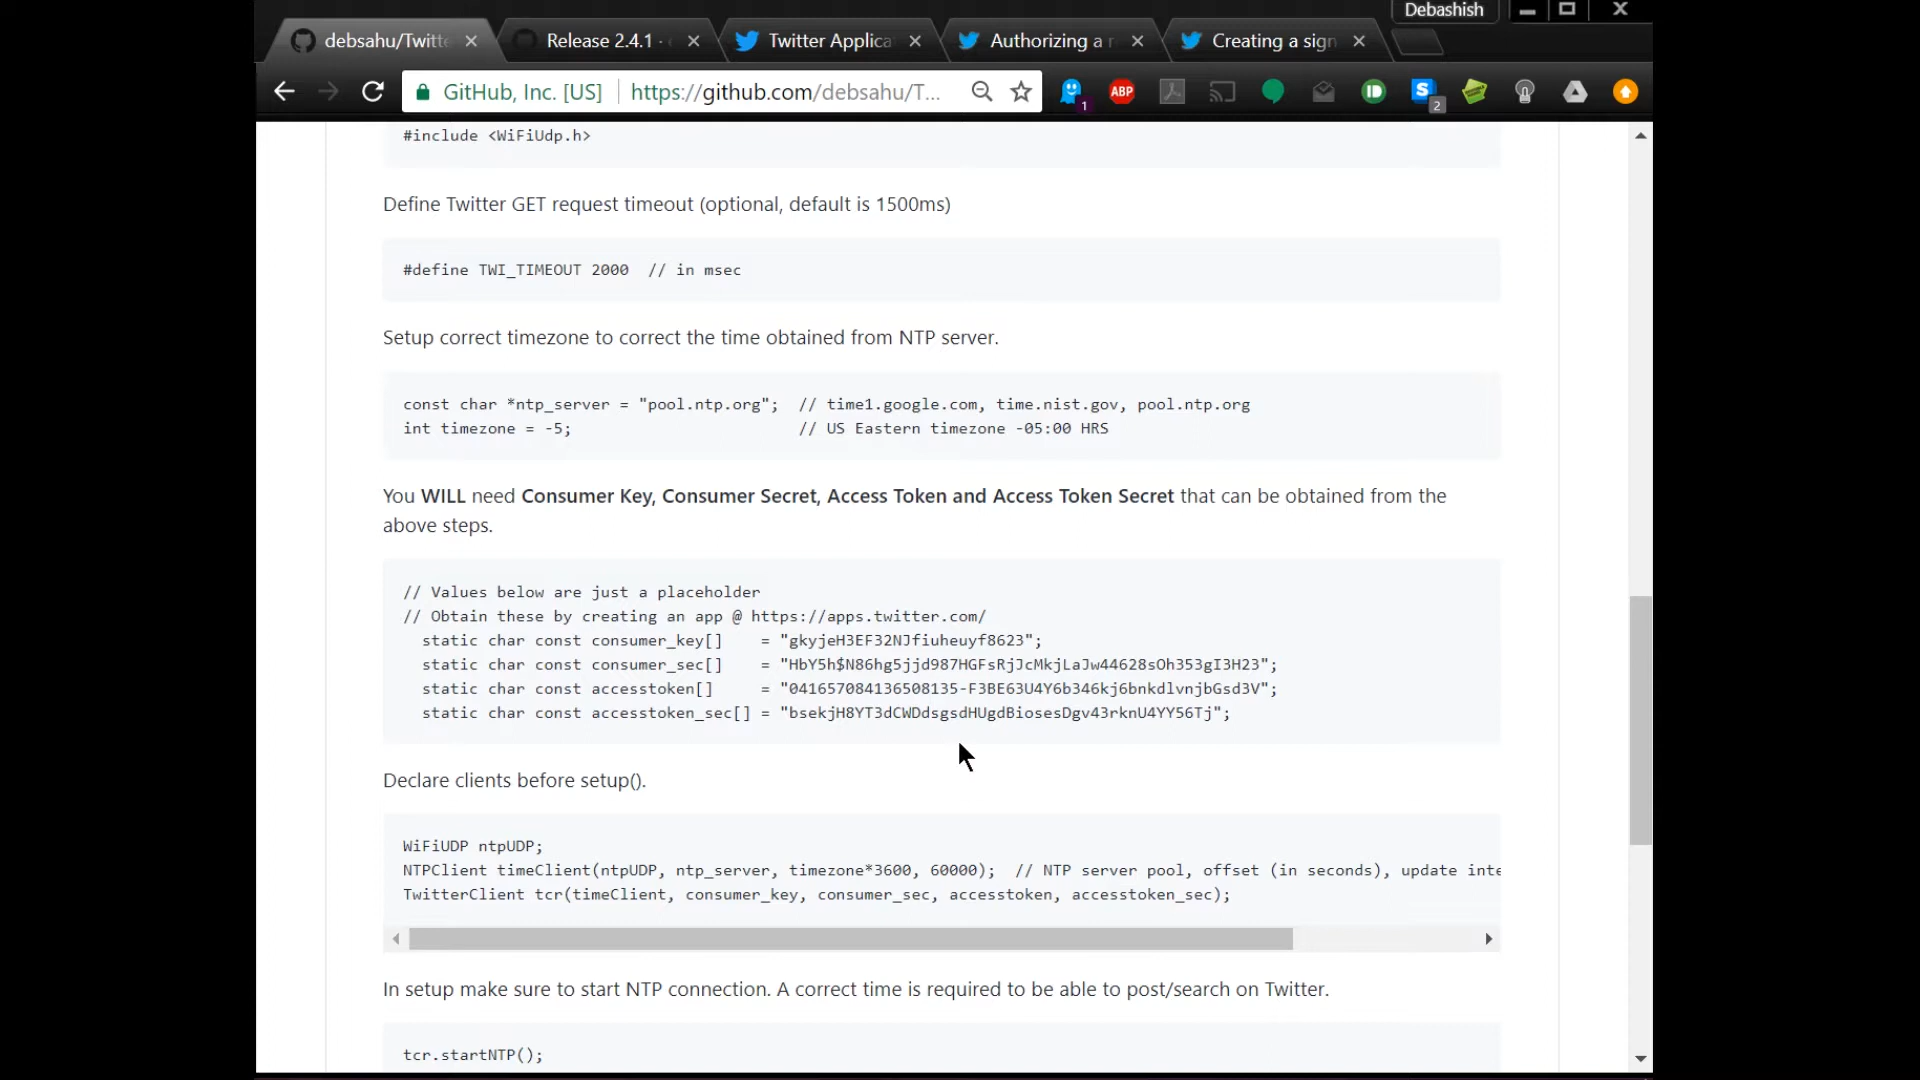 Debashish
debsahu/Twitte
Release 2.4.1 ·
Twitter Applica
Authorizing a r
Creating a sign
GitHub, Inc. [US]
https://github.com/debsahu/T...
1
ABP
S
2
#include <WiFiUdp.h>
Define Twitter GET request timeout (optional, default is 1500ms)
#define TWI_TIMEOUT 2000  // in msec
Setup correct timezone to correct the time obtained from NTP server.
const char *ntp_server = "pool.ntp.org";  // time1.google.com, time.nist.gov, pool.ntp.org
int timezone = -5;                        // US Eastern timezone -05:00 HRS
You WILL need Consumer Key, Consumer Secret, Access Token and Access Token Secret that can be obtained from the
above steps.
// Values below are just a placeholder
// Obtain these by creating an app @ https://apps.twitter.com/
static char const consumer_key[]    = "gkyjeH3EF32NJfiuheuyf8623";
static char const consumer_sec[]    = "HbY5h$N86hg5jjd987HGFsRjJcMkjLaJw44628sOh353gI3H23";
static char const accesstoken[]     = "041657084136508135-F3BE63U4Y6b346kj6bnkdlvnjbGsd3V";
static char const accesstoken_sec[] = "bsekjH8YT3dCWDdsgsdHUgdBiosesDgv43rknU4YY56Tj";
Declare clients before setup().
WiFiUDP ntpUDP;
NTPClient timeClient(ntpUDP, ntp_server, timezone*3600, 60000);  // NTP server pool, offset (in seconds), update inte
TwitterClient tcr(timeClient, consumer_key, consumer_sec, accesstoken, accesstoken_sec);
In setup make sure to start NTP connection. A correct time is required to be able to post/search on Twitter.
tcr.startNTP();